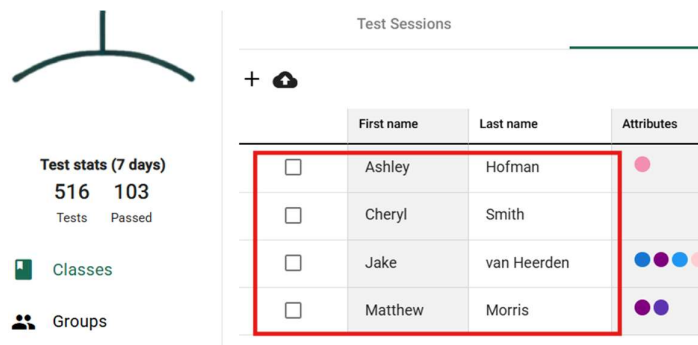 Test Sessions
First name Last name Attributes
Ashley Hofman
Cheryl Smith
Jake van Heerden
Matthew Morris
Test stats (7 days)
516 103
Tests Passed
Classes
Groups